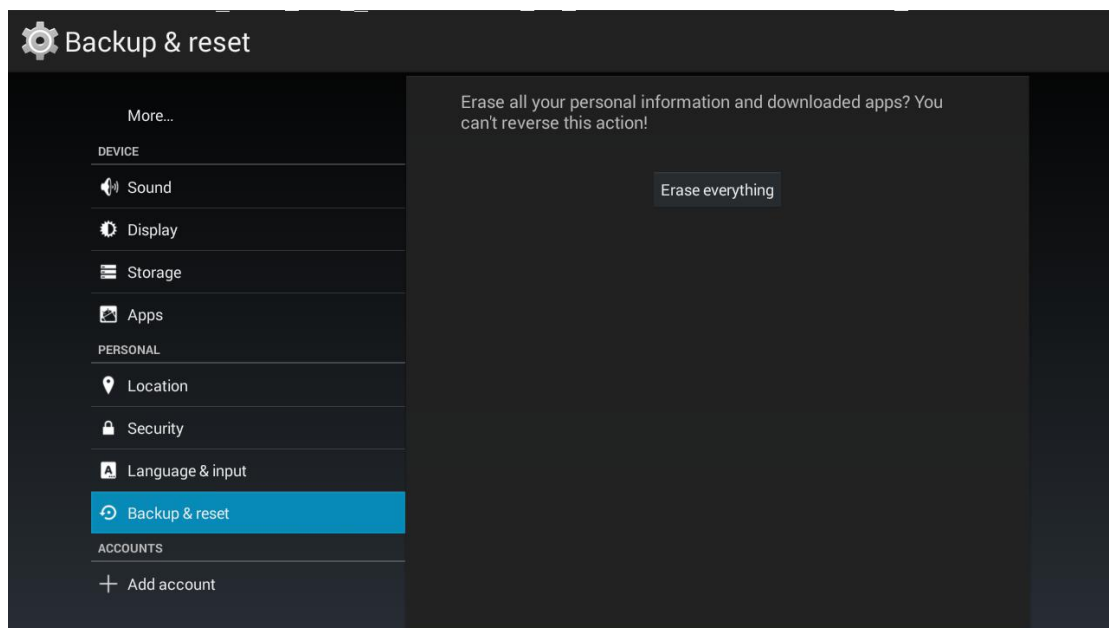 Backup & reset
More...
DEVICE
Sound
Display
Storage
Apps
PERSONAL
Location
Security
Language & input
Backup & reset
ACCOUNTS
Add account
Erase all your personal information and downloaded apps? You
can't reverse this action!
Erase everything